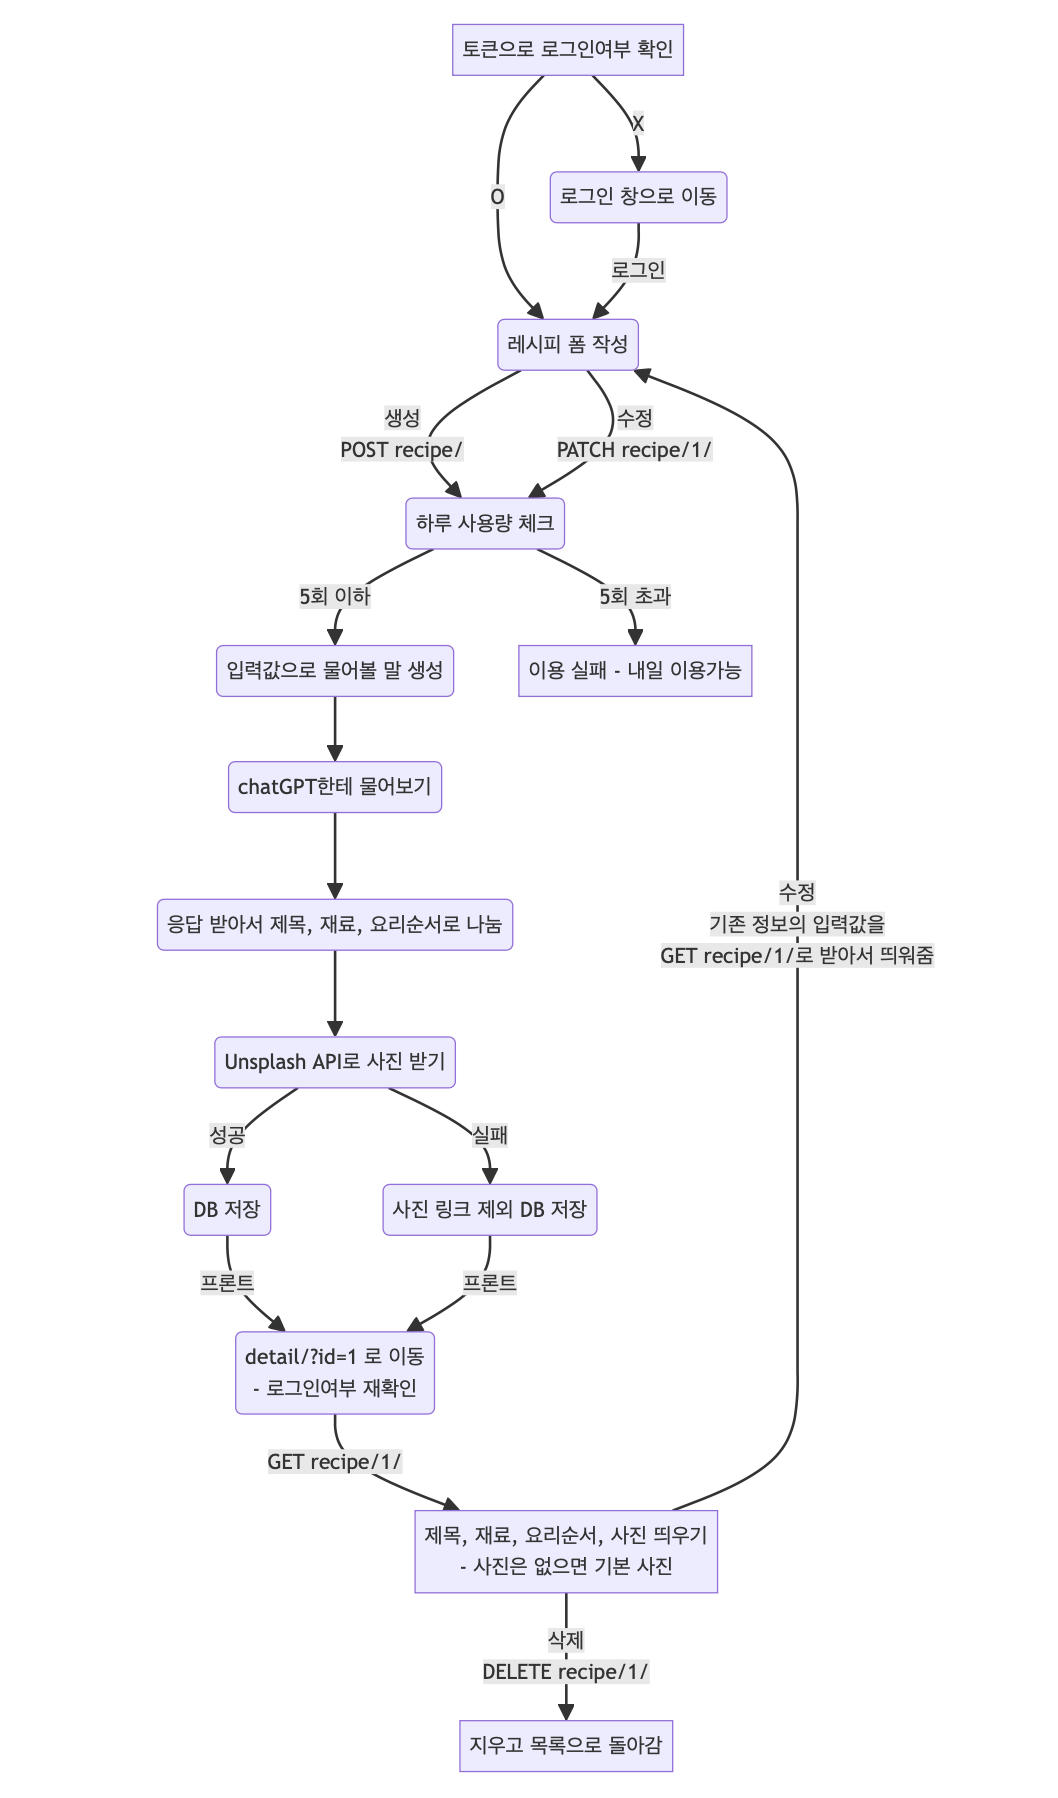 토큰으로 로그인여부 확인
X
O
로그인 창으로 이동
로그인
레시피 폼 작성
생성
POST recipe/
수정
PATCH recipe/1/
하루 사용량 체크
5회 이하
5회 초과
입력값으로 물어볼 말 생성
이용 실패 - 내일 이용가능
chatGPT한테 물어보기
응답 받아서 제목, 재료, 요리순서로 나눔
수정
기존 정보의 입력값을
GET recipe/1/로 받아서 띄워줌
Unsplash API로 사진 받기
성공
실패
DB 저장
사진 링크 제외 DB 저장
프론트
프론트
detail/?id=1 로 이동
- 로그인여부 재확인
GET recipe/1/
제목, 재료, 요리순서, 사진 띄우기
- 사진은 없으면 기본 사진
삭제
DELETE recipe/1/
지우고 목록으로 돌아감